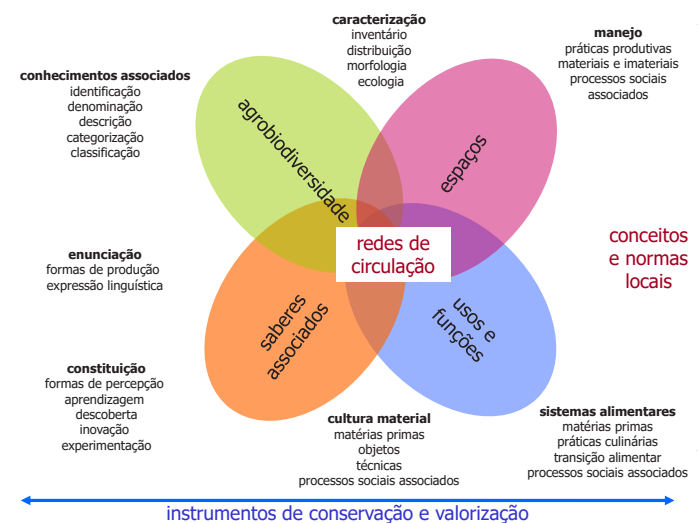 caracterização
inventário
distribuição
morfologia
ecologia
manejo
práticas produtivas
materiais e imateriais
processos sociais
associados
conhecimentos associados
identificação
denominação
descrição
categorização
classificação
agrobiodiversidade
espaços
redes de
circulação
conceitos
e normas
locais
enunciação
formas de produção
expressão linguística
saberes
associados
usos e
funções
constituição
formas de percepção
aprendizagem
descoberta
inovação
experimentação
cultura material
matérias primas
objetos
técnicas
processos sociais associados
sistemas alimentares
matérias primas
práticas culinárias
transição alimentar
processos sociais associados
instrumentos de conservação e valorização